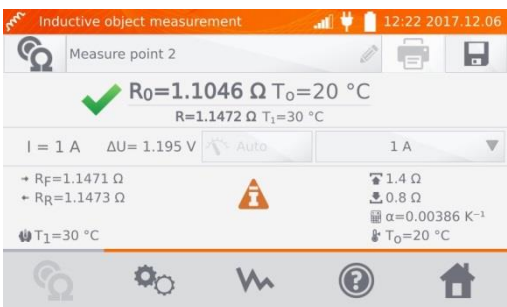 Inductive object measurement 12:22 2017.12.06
Measure point 2
R0=1.1046 Ω To=20 °C
R=1.1472 Ω T1=30 °C
I = 1 A ΔU= 1.195 V Auto 1 A
→ RF=1.1471 Ω 1.4 Ω
← RR=1.1473 Ω 0.8 Ω
α=0.00386 K⁻¹
T1=30 °C To=20 °C